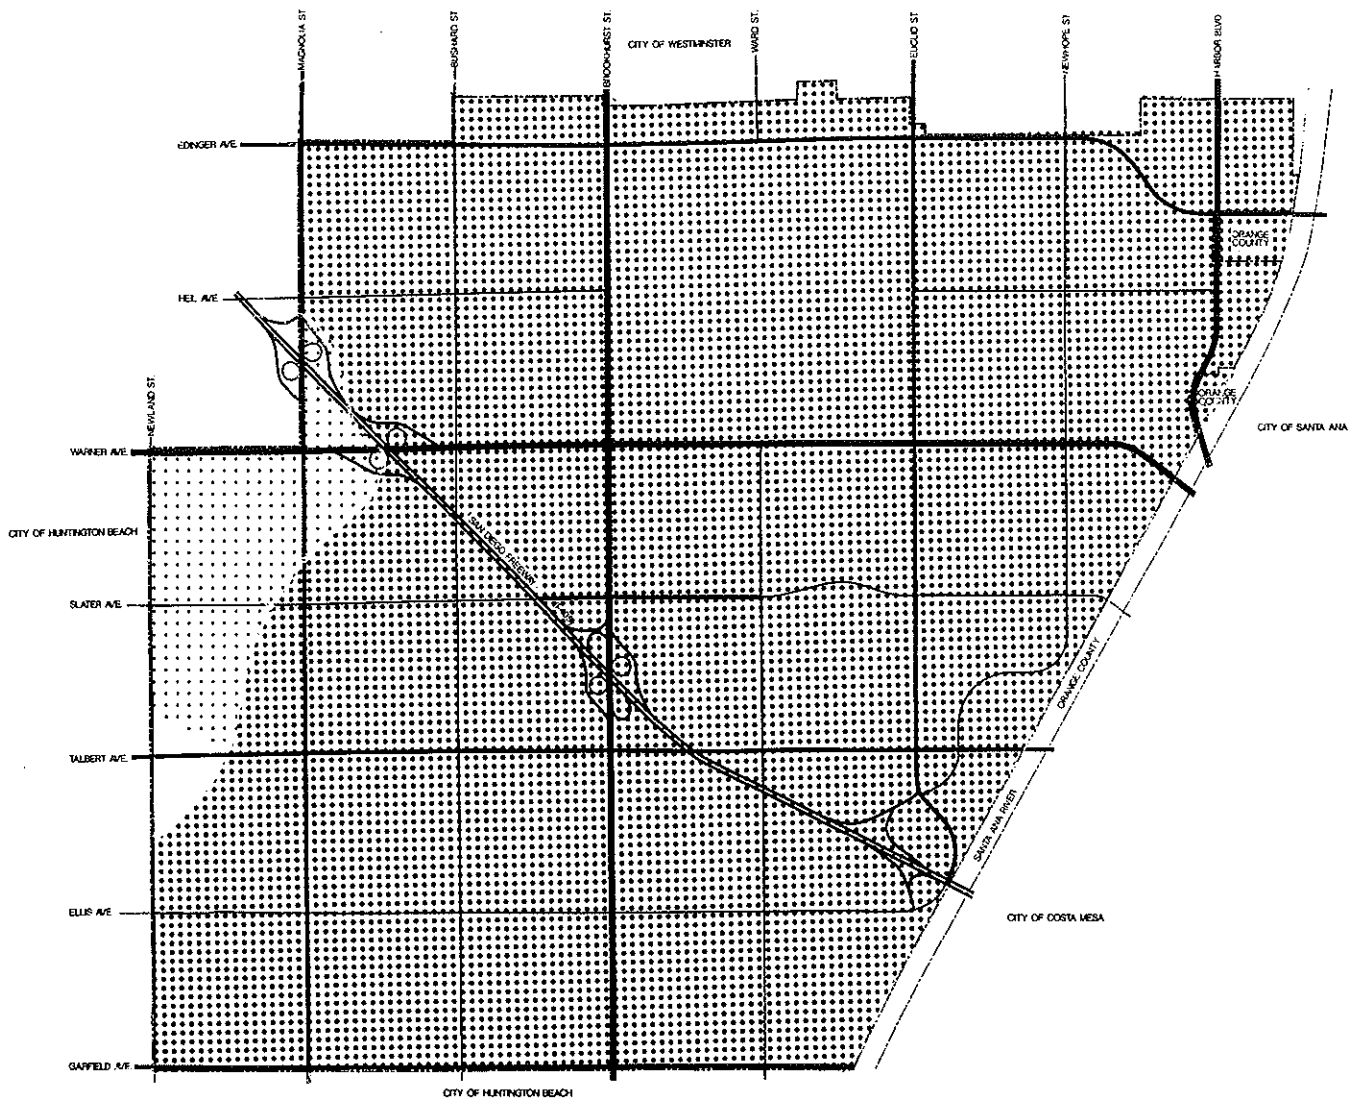 MAGNOLIA ST
BUSHARD ST
BROOKHURST ST.
CITY OF WESTMINSTER
WARD ST.
EUCLID ST
NEWHOPE ST
HARBOR BLVD
EDINGER AVE.
ORANGE
COUNTY
HEIL AVE
NEWLAND ST.
ORANGE
COUNTY
CITY OF SANTA ANA
WARNER AVE.
CITY OF HUNTINGTON BEACH
SAN DIEGO FREEWAY
SLATER AVE.
ORANGE COUNTY
TALBERT AVE.
SANTA ANA RIVER
ELLIS AVE
CITY OF COSTA MESA
GARFIELD AVE.
CITY OF HUNTINGTON BEACH